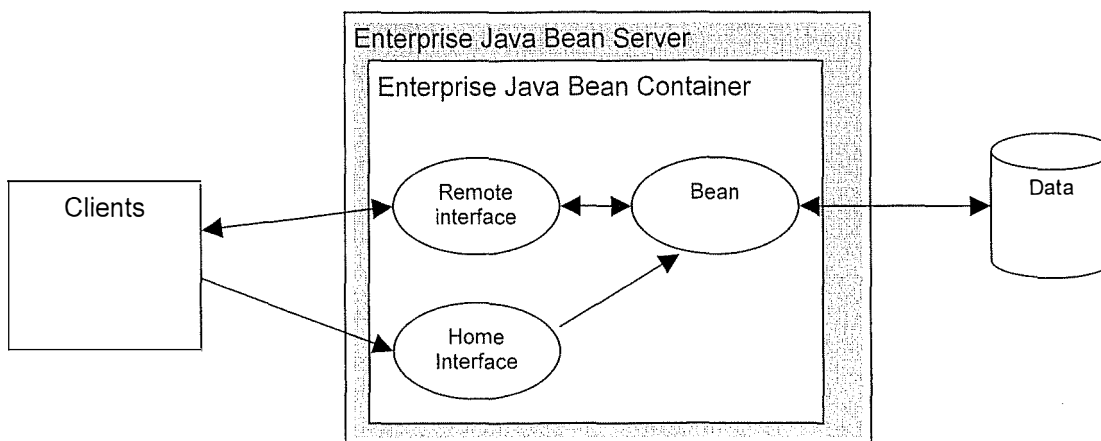 Enterprise Java Bean Server
Enterprise Java Bean Container
Clients
Remote
interface
Bean
Data
Home
Interface